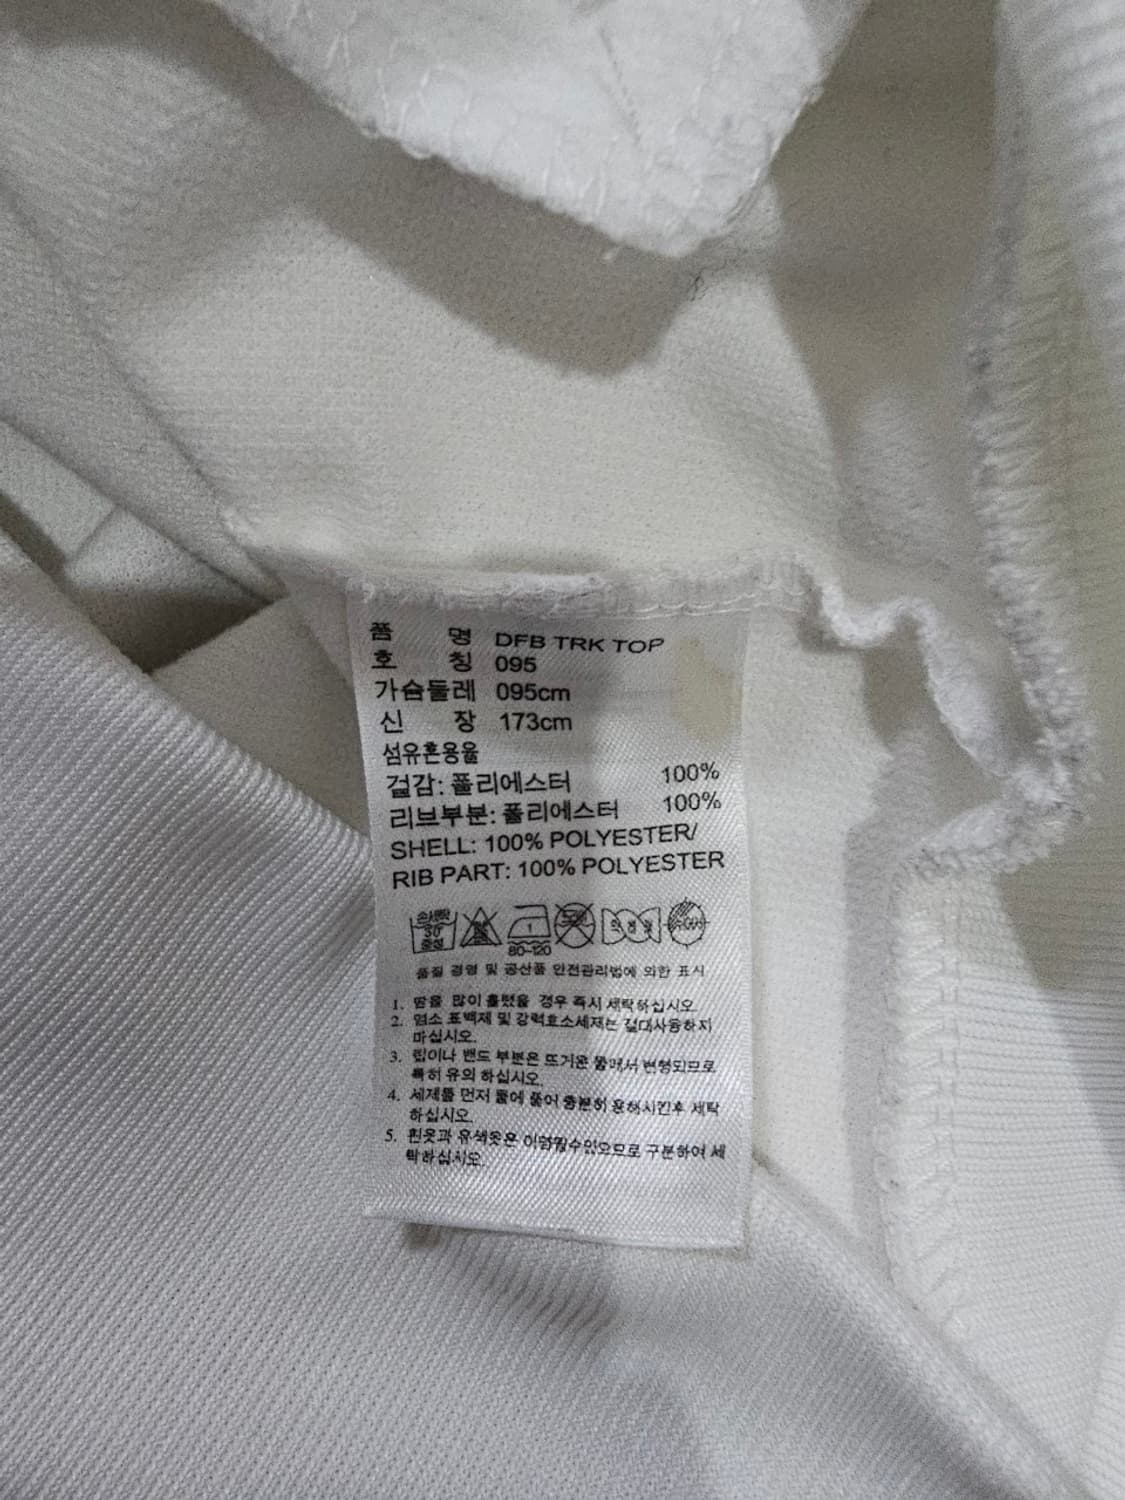 품 명 DFB TRK TOP
호 칭 095
가슴둘레 095cm
신 장 173cm
섬유혼용율
겉감: 폴리에스터 100%
리브부분: 폴리에스터 100%
SHELL: 100% POLYESTER/
RIB PART: 100% POLYESTER
손세탁
30
중성
1
80-120
품질 경영 및 공산품 안전관리법에 의한 표시
1. 땀을 많이 흘렸을 경우 즉시 세탁하십시오.
2. 염소 표백제 및 강력효소세제는 절대사용하지
마십시오.
3. 립이나 밴드 부분은 뜨거운 물에서 변형되므로
특히 유의 하십시오.
4. 세제를 먼저 물에 풀어 충분히 용해시킨후 세탁
하십시오.
5. 흰옷과 유색옷은 이염될수있으므로 구분하여 세
탁하십시오.